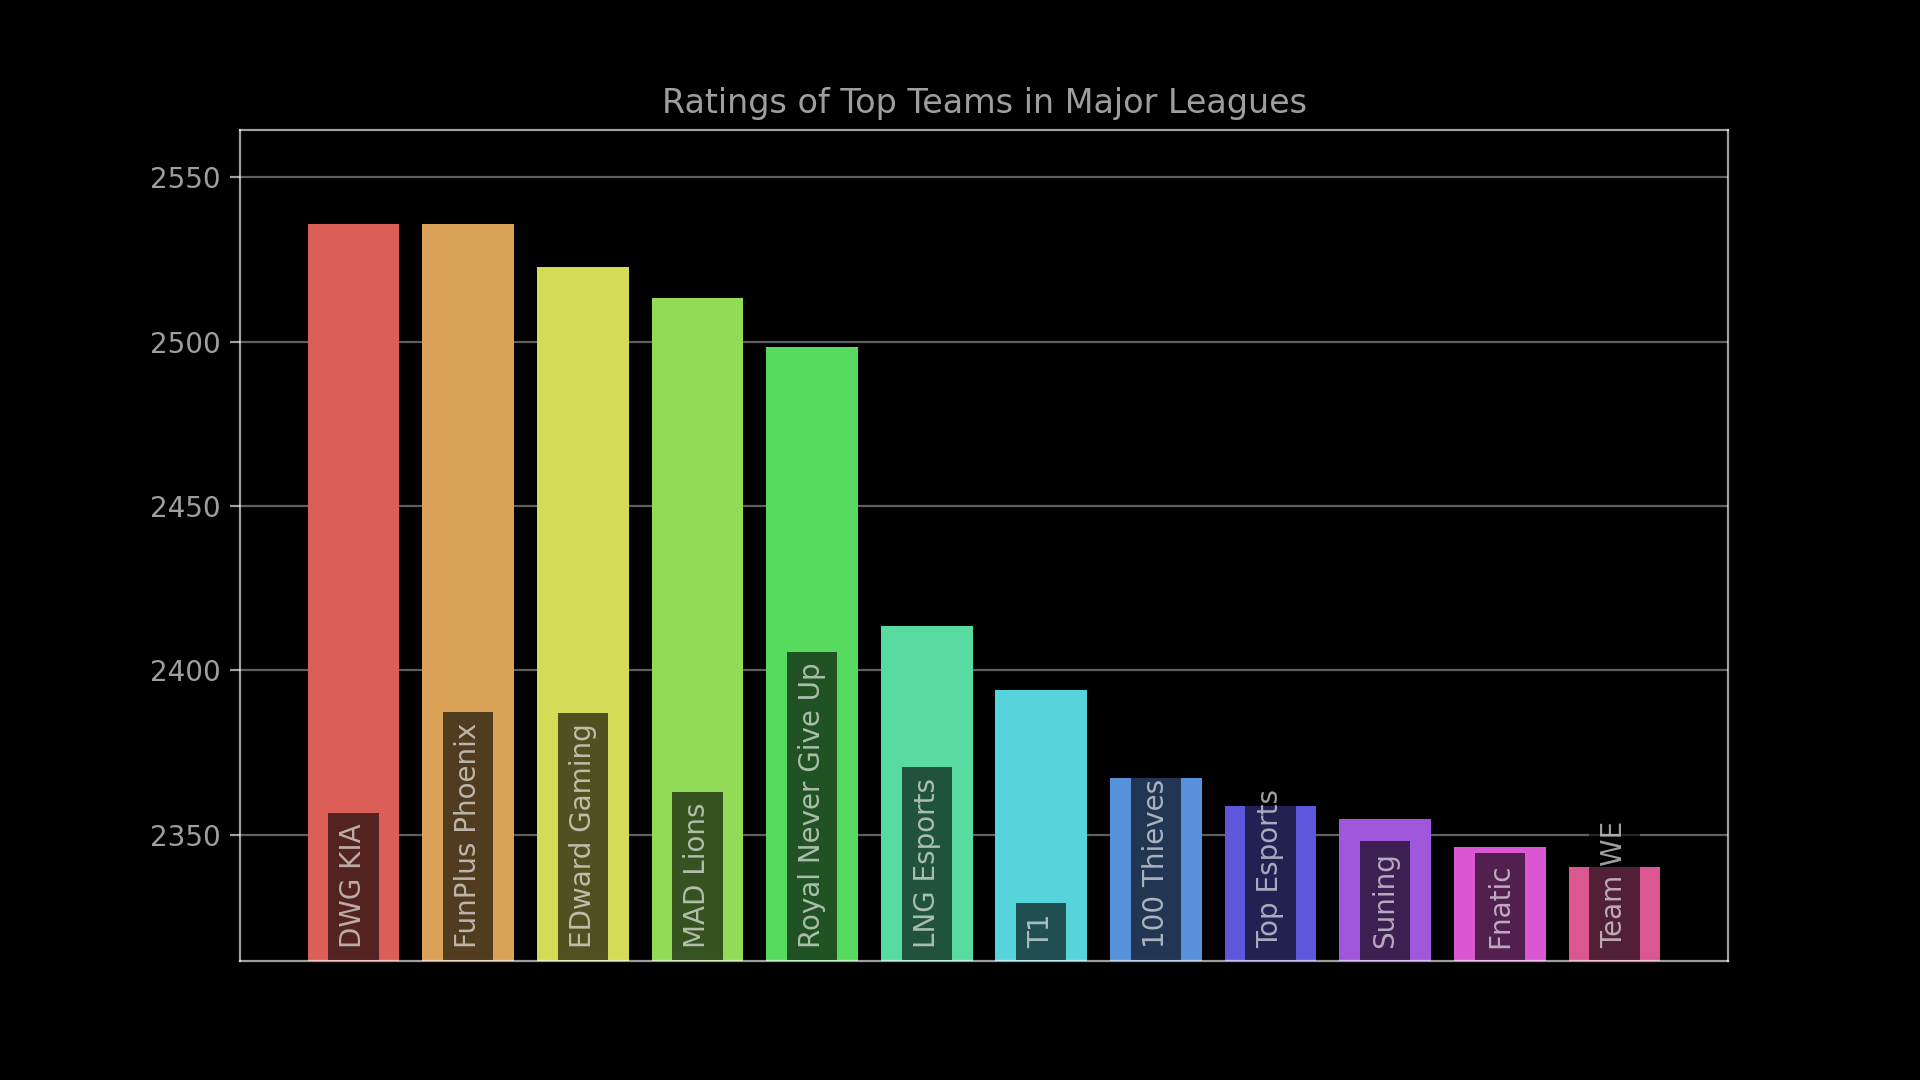 Ratings of Top Teams in Major Leagues
2550
2500
2450
2400
2350
DWG KIA
FunPlus Phoenix
EDward Gaming
MAD Lions
Royal Never Give Up
LNG Esports
T1
100 Thieves
Top Esports
Suning
Fnatic
Team WE